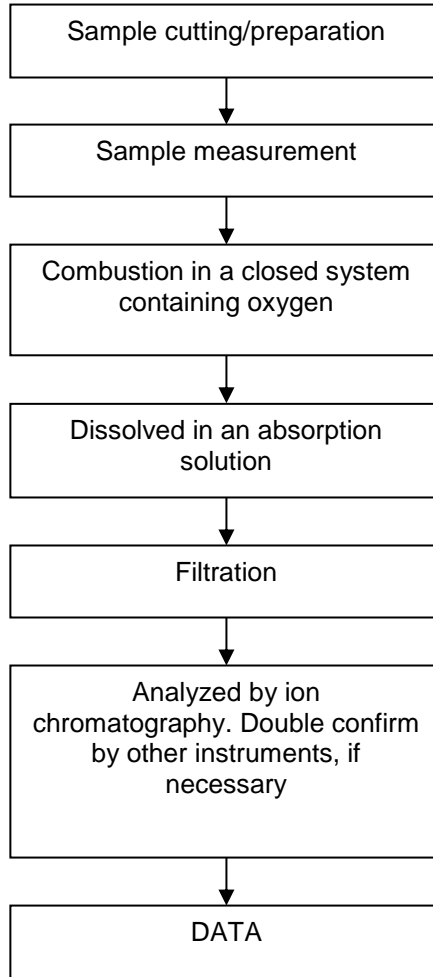 Sample cutting/preparation
Sample measurement
Combustion in a closed system
containing oxygen
Dissolved in an absorption
solution
Filtration
Analyzed by ion
chromatography. Double confirm
by other instruments, if
necessary
DATA